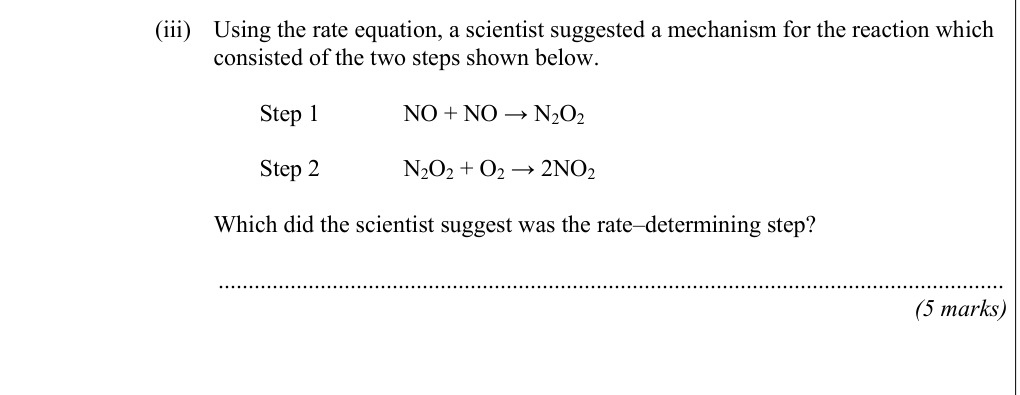 (iii) Using the rate equation, a scientist suggested a mechanism for the reaction which
consisted of the two steps shown below.
Step 1 NO + NO → N₂O₂
Step 2 N₂O₂ + O₂ → 2NO₂
Which did the scientist suggest was the rate–determining step?
................................................................................................................................
(5 marks)